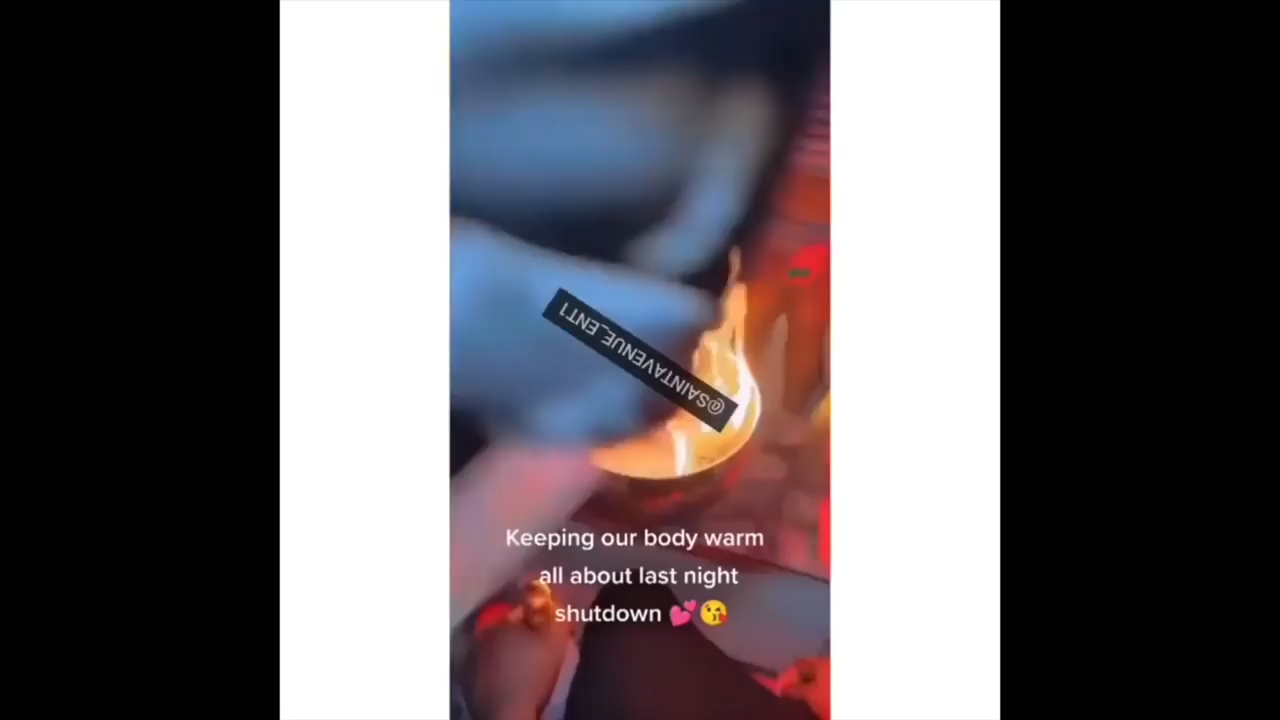 @SAINTAVENUE_ENT1
Keeping our body warm
all about last night
shutdown 💕😘